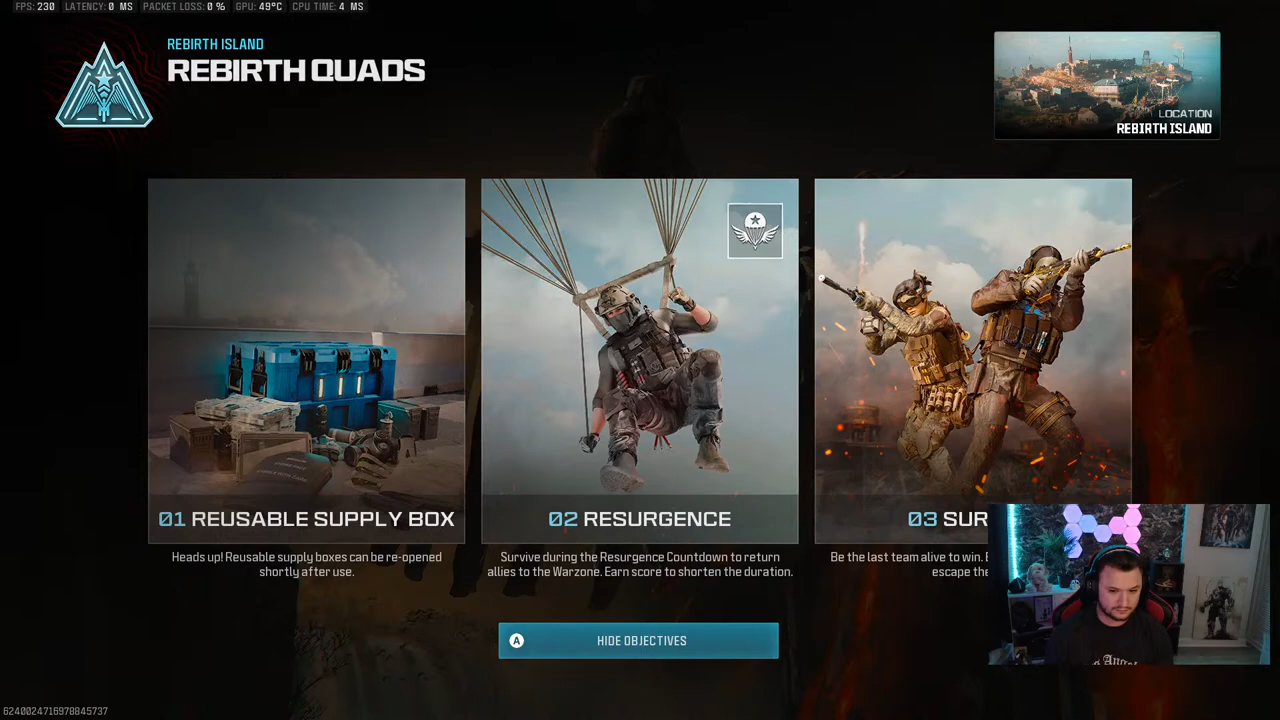 FPS: 230 LATENCY: 0 MS PACKET LOSS: 0 % GPU: 49°C CPU TIME: 4 MS
REBIRTH ISLAND
REBIRTH QUADS
LOCATION
REBIRTH ISLAND
01 REUSABLE SUPPLY BOX
Heads up! Reusable supply boxes can be re-opened
shortly after use.
02 RESURGENCE
Survive during the Resurgence Countdown to return
allies to the Warzone. Earn score to shorten the duration.
03 SUR
Be the last team alive to win.
escape the
A HIDE OBJECTIVES
6240024716978845737